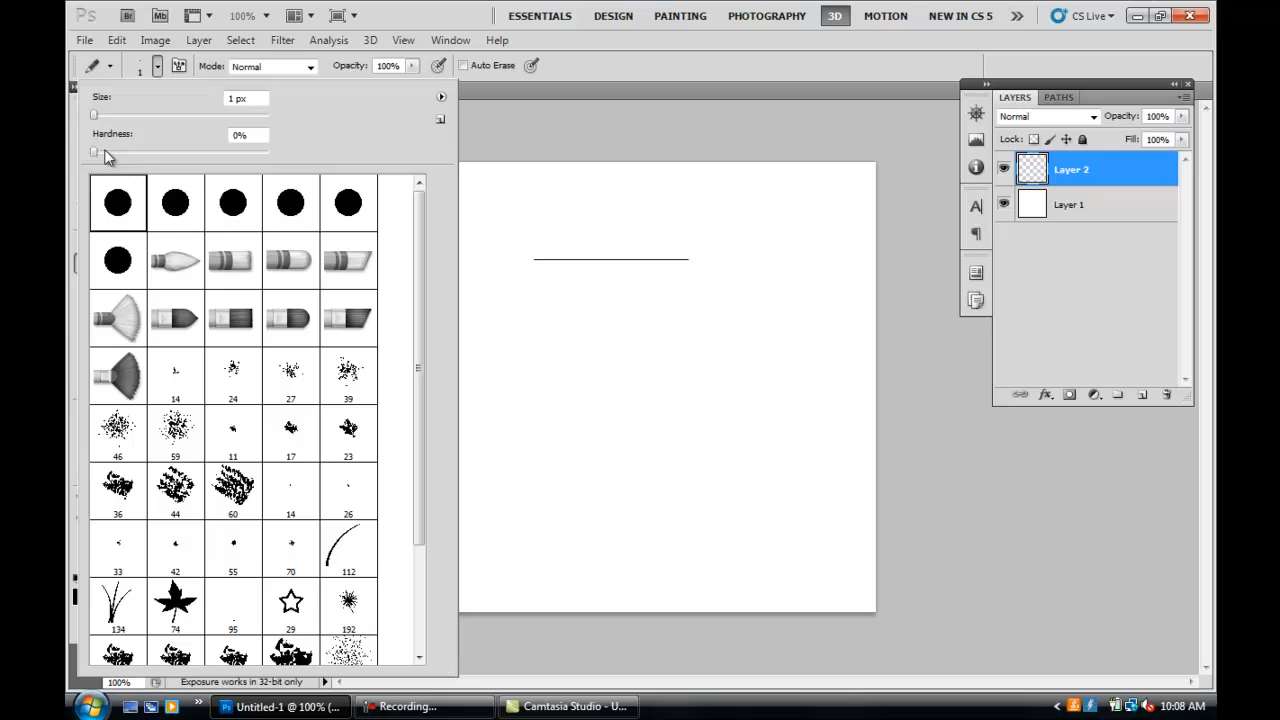 Ps Br Mb 100% ESSENTIALS DESIGN PAINTING PHOTOGRAPHY 3D MOTION NEW IN CS 5 CS Live
File Edit Image Layer Select Filter Analysis 3D View Window Help
1 Mode: Normal Opacity: 100% Auto Erase
Size: 1 px
Hardness: 0%
LAYERS PATHS
Normal Opacity: 100%
Lock: Fill: 100%
Layer 2
Layer 1
14 24 27 39
46 59 11 17 23
36 44 60 14 26
33 42 55 70 112
134 74 95 29 192
100% Exposure works in 32-bit only
Untitled-1 @ 100% (... Recording... Camtasia Studio - U... 10:08 AM